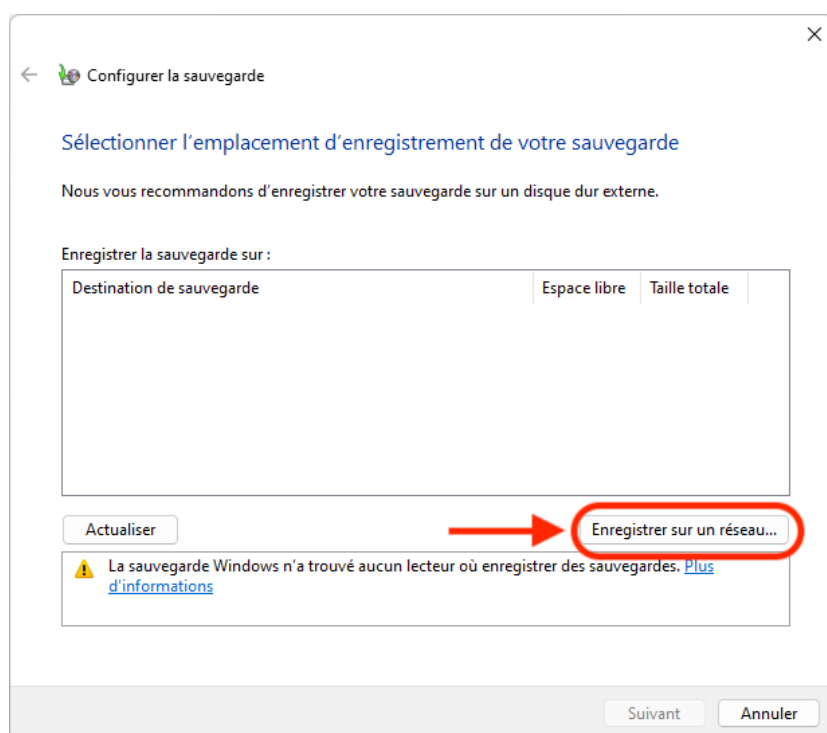 Configurer la sauvegarde
Sélectionner l’emplacement d’enregistrement de votre sauvegarde
Nous vous recommandons d’enregistrer votre sauvegarde sur un disque dur externe.
Enregistrer la sauvegarde sur :
Destination de sauvegarde Espace libre Taille totale
Actualiser Enregistrer sur un réseau...
La sauvegarde Windows n’a trouvé aucun lecteur où enregistrer des sauvegardes. Plus
d’informations
Suivant Annuler